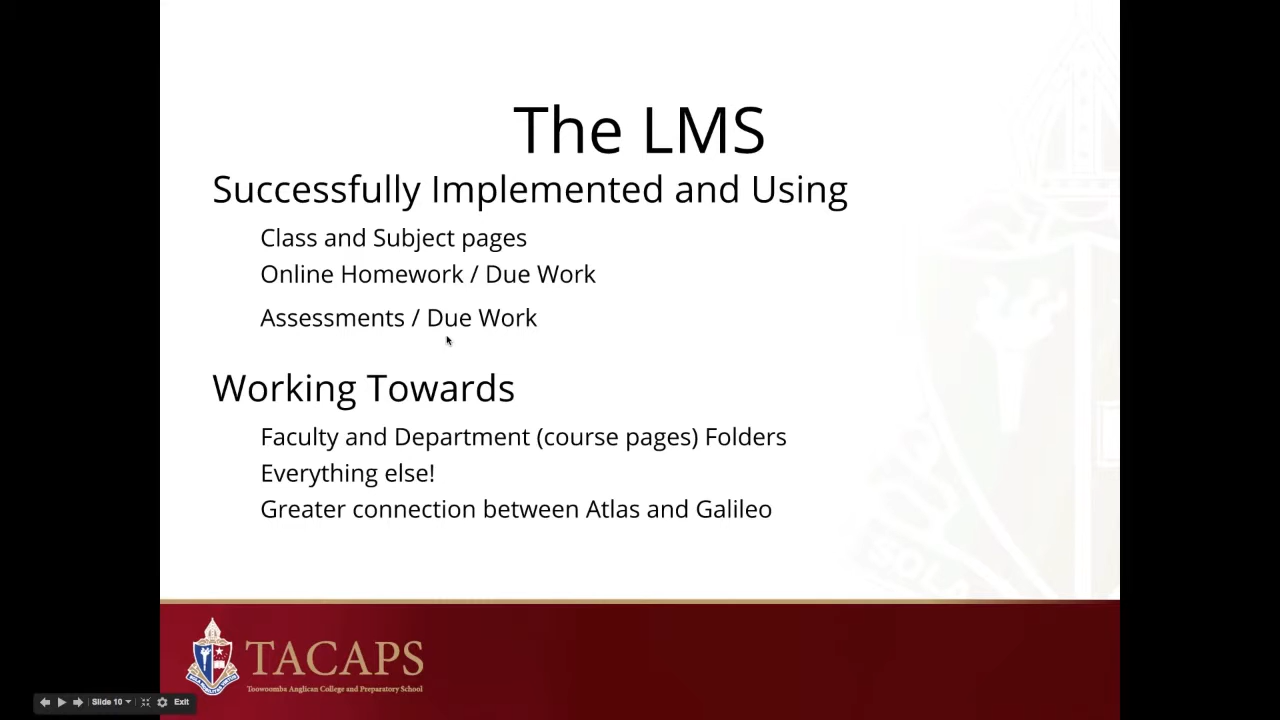 The LMS
Successfully Implemented and Using
Class and Subject pages
Online Homework / Due Work
Assessments / Due Work
Working Towards
Faculty and Department (course pages) Folders
Everything else!
Greater connection between Atlas and Galileo
SOLA
TACAPS
Toowoomba Anglican College and Preparatory School
Slide 10
Exit